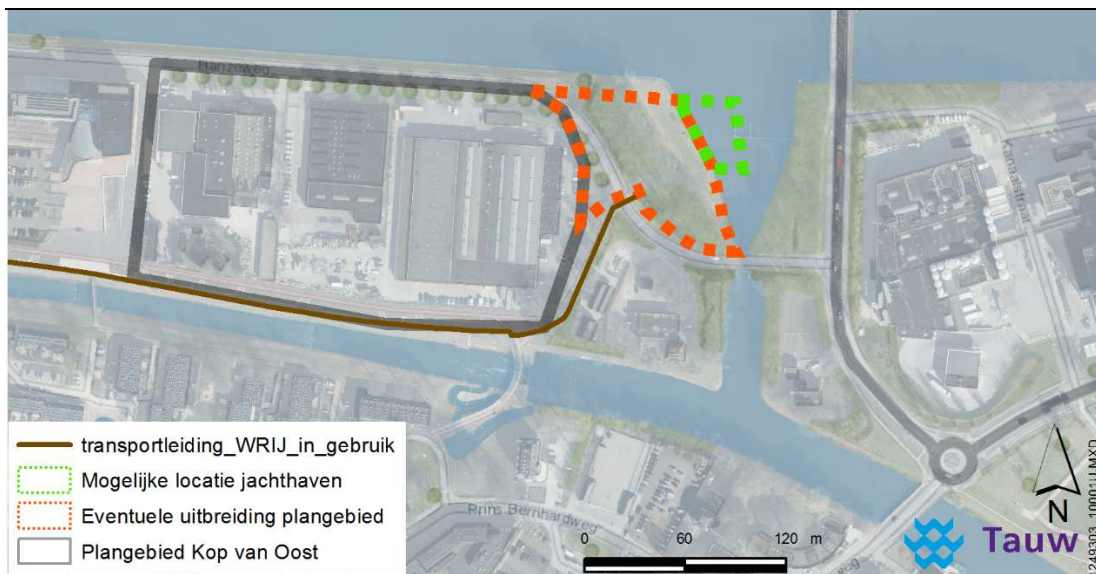 Hanzeweg
Kanaalstraat
transportleiding_WRIJ_in_gebruik
Mogelijke locatie jachthaven
Eventuele uitbreiding plangebied
Plangebied Kop van Oost
Prins Bernhardweg
0 60 120 m
N
Tauw